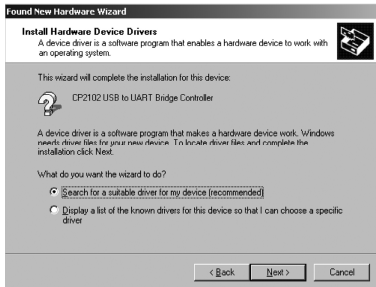 Found New Hardware Wizard
Install Hardware Device Drivers
A device driver is a software program that enables a hardware device to work with
an operating system.
This wizard will complete the installation for this device:
CP2102 USB to UART Bridge Controller
A device driver is a software program that makes a hardware device work. Windows
needs driver files for your new device. To locate driver files and complete the
installation click Next.
What do you want the wizard to do?
Search for a suitable driver for my device (recommended)
Display a list of the known drivers for this device so that I can choose a specific
driver
< Back Next > Cancel